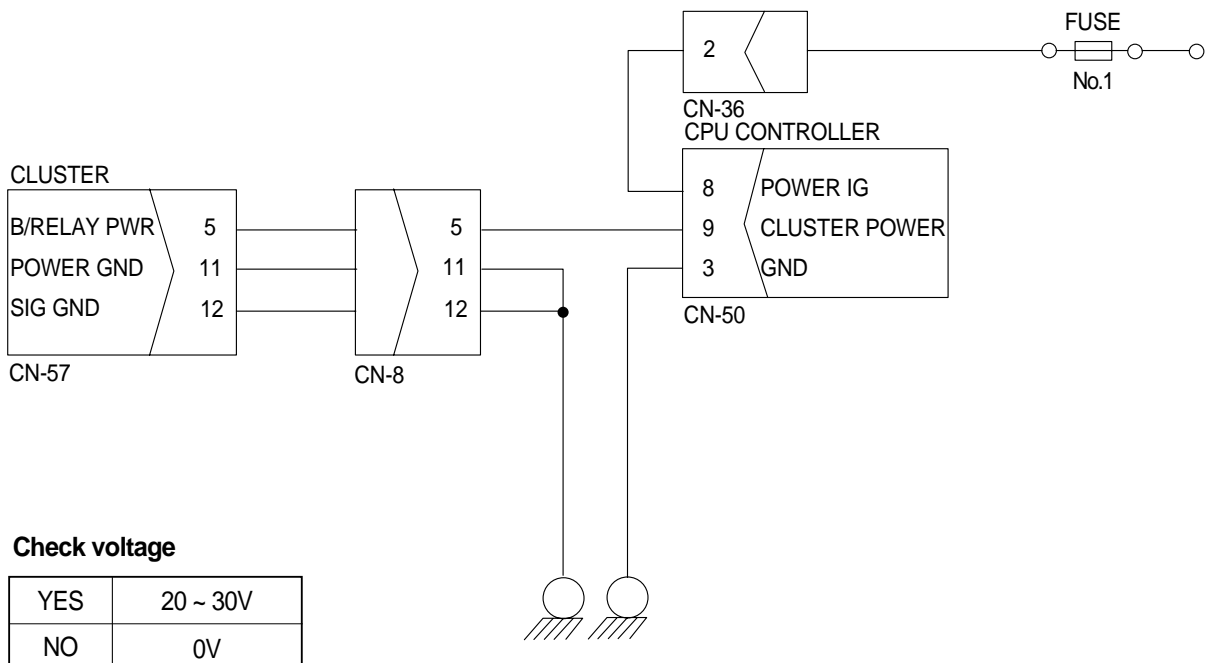 FUSE
2
No.1
CN-36
CPU CONTROLLER
8 POWER IG
9 CLUSTER POWER
3 GND
CN-50
CLUSTER
B/RELAY PWR 5
POWER GND 11
SIG GND 12
CN-57
5
11
12
CN-8
Check voltage
YES 20 ~ 30V
NO 0V